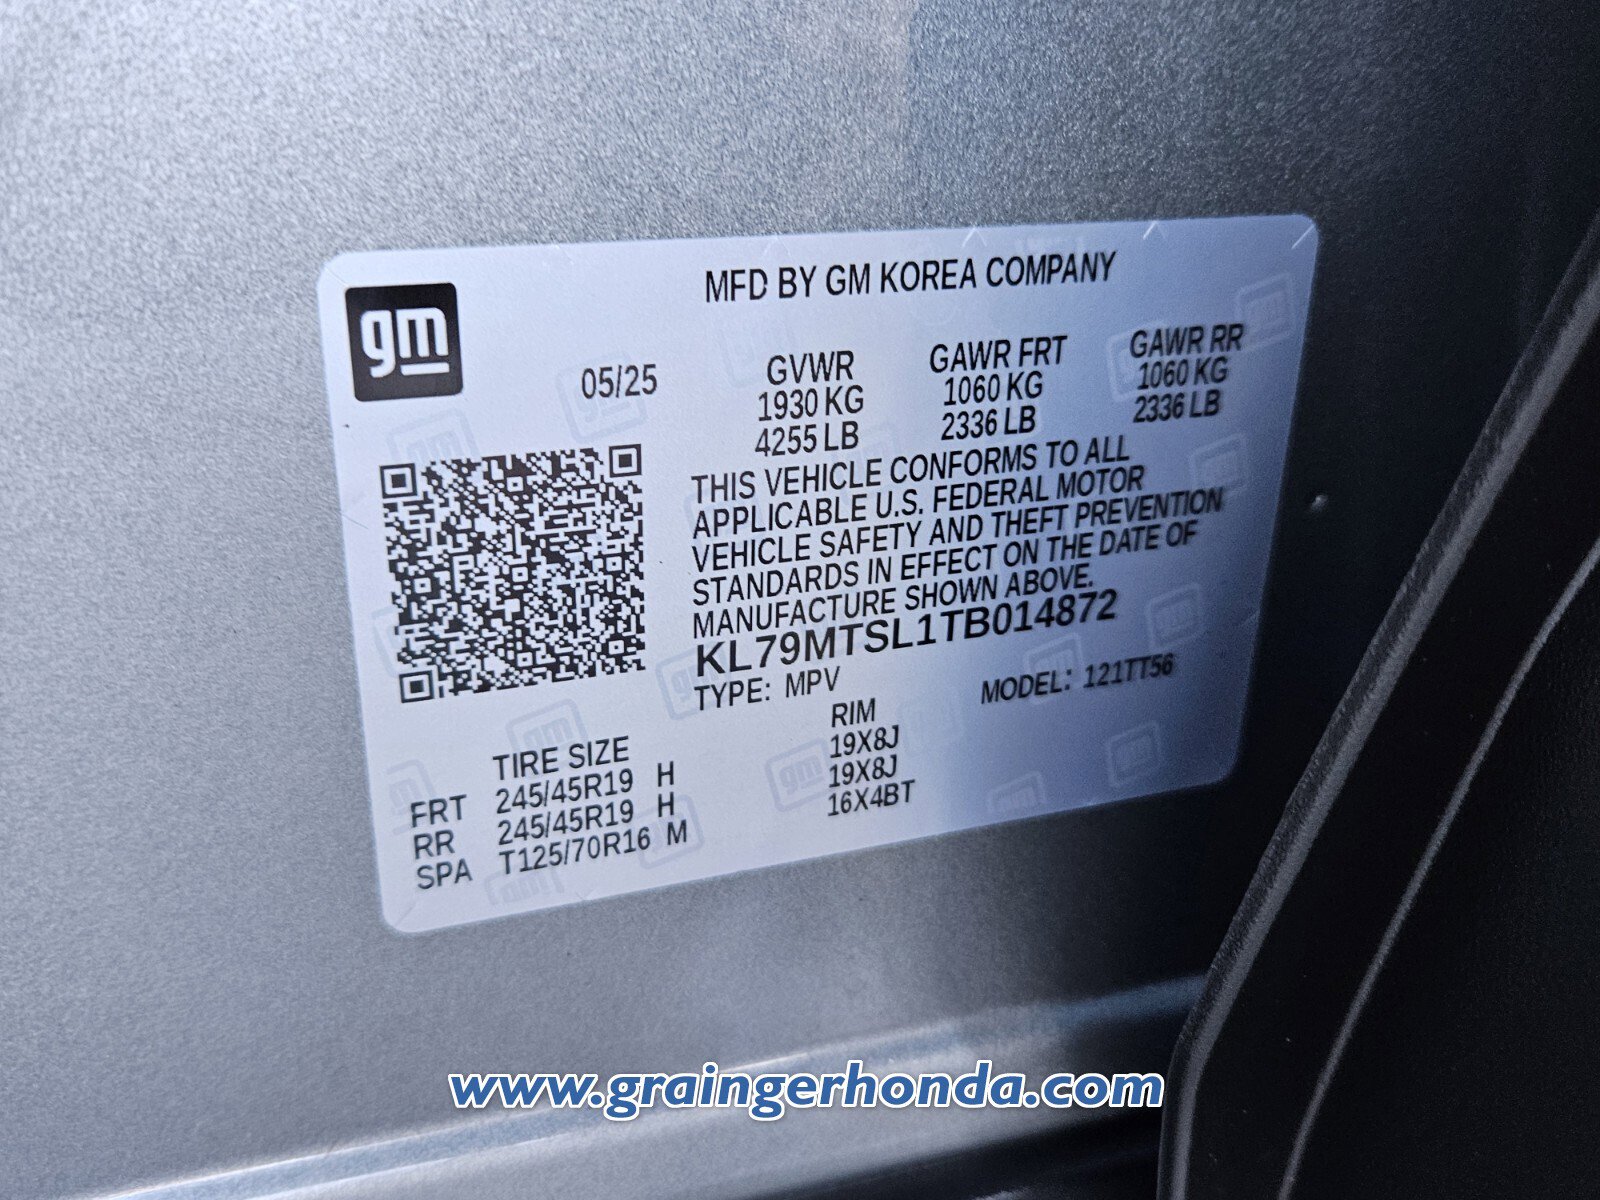 gm
MFD BY GM KOREA COMPANY
05/25
GVWR
1930 KG
4255 LB
GAWR FRT
1060 KG
2336 LB
GAWR RR
1060 KG
2336 LB
THIS VEHICLE CONFORMS TO ALL
APPLICABLE U.S. FEDERAL MOTOR
VEHICLE SAFETY AND THEFT PREVENTION
STANDARDS IN EFFECT ON THE DATE OF
MANUFACTURE SHOWN ABOVE.
KL79MTSL1TB014872
TYPE: MPV MODEL: 121TT56
TIRE SIZE RIM
FRT 245/45R19 H 19X8J
RR 245/45R19 H 19X8J
SPA T125/70R16 M 16X4BT
www.graingerhonda.com